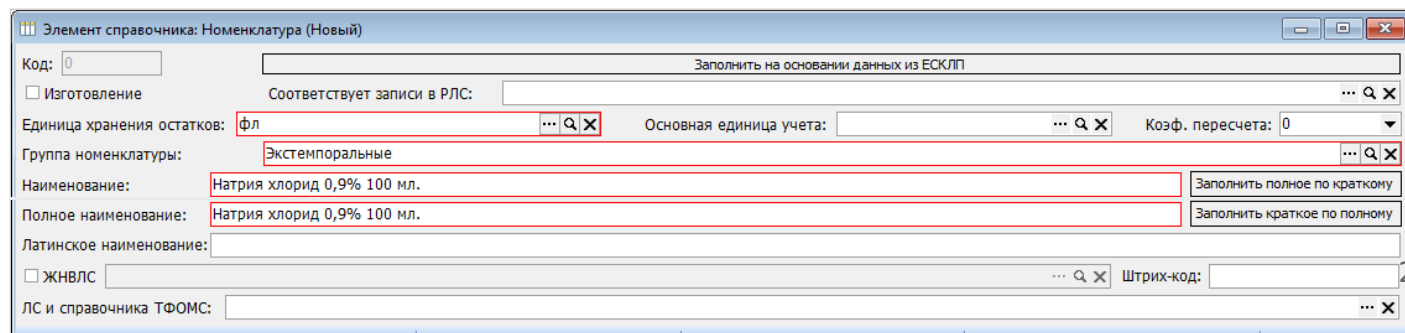 Элемент справочника: Номенклатура (Новый)
Код: 0 Заполнить на основании данных из ЕСКЛП
Изготовление Соответствует записи в РЛС:
Единица хранения остатков: фл Основная единица учета: Коэф. пересчета: 0
Группа номенклатуры: Экстемпоральные
Наименование: Натрия хлорид 0,9% 100 мл. Заполнить полное по краткому
Полное наименование: Натрия хлорид 0,9% 100 мл. Заполнить краткое по полному
Латинское наименование:
ЖНВЛС Штрих-код:
ЛС и справочника ТФОМС: